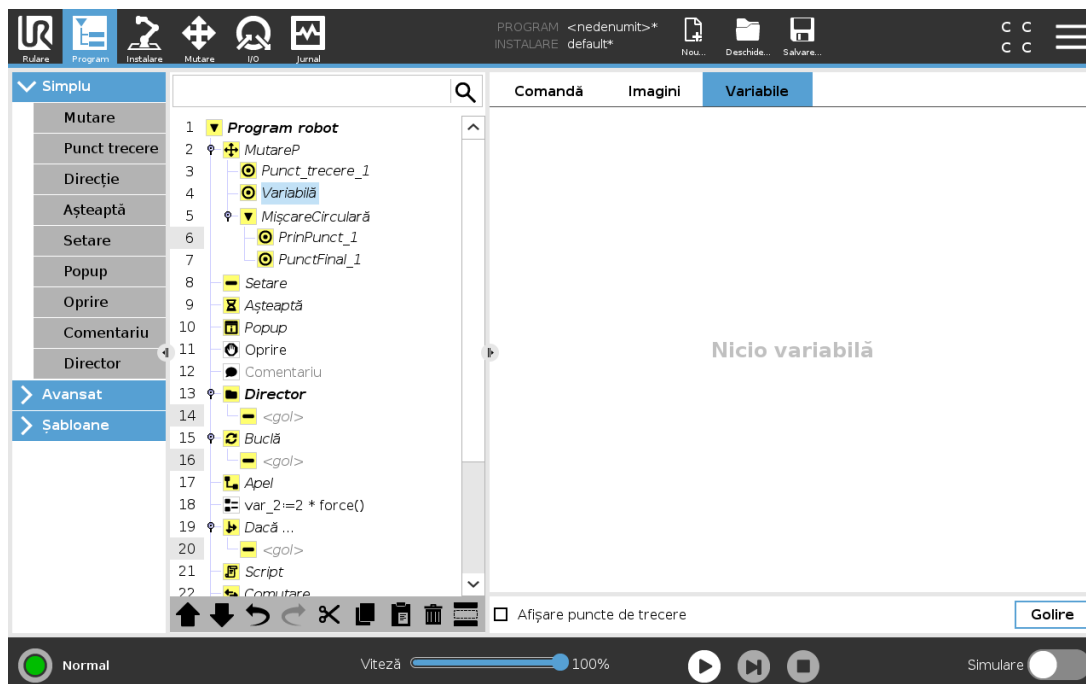 PROGRAM <nedenumit>*
INSTALARE default*
Rulare Program Instalare Mutare I/O Jurnal Nou... Deschide... Salvare...
C C
C C
Simplu
Mutare
Punct trecere
Direcție
Așteaptă
Setare
Popup
Oprire
Comentariu
Director
Avansat
Șabloane
1 Program robot
2 MutareP
3 Punct_trecere_1
4 Variabilă
5 MișcareCirculară
6 PrinPunct_1
7 PunctFinal_1
8 Setare
9 Așteaptă
10 Popup
11 Oprire
12 Comentariu
13 Director
14 <gol>
15 Buclă
16 <gol>
17 Apel
18 var_2:=2 * force()
19 Dacă ...
20 <gol>
21 Script
22 Comutare
Comandă Imagini Variabile
Nicio variabilă
Afișare puncte de trecere Golire
Normal Viteză 100% Simulare